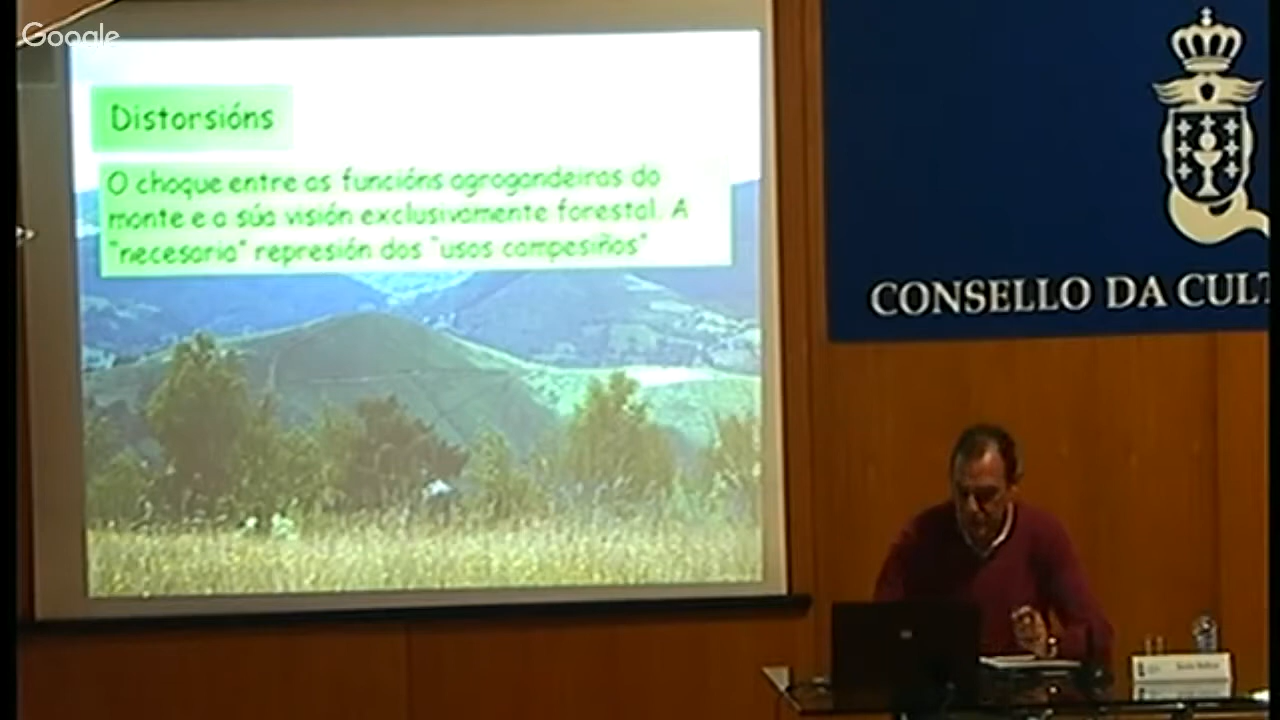 Google
Distorsións
O choque entre as funcións agrogandeiras do
monte e a súa visión exclusivamente forestal. A
"necesaria" represión dos "usos campesiños"
CONSELLO DA CULT